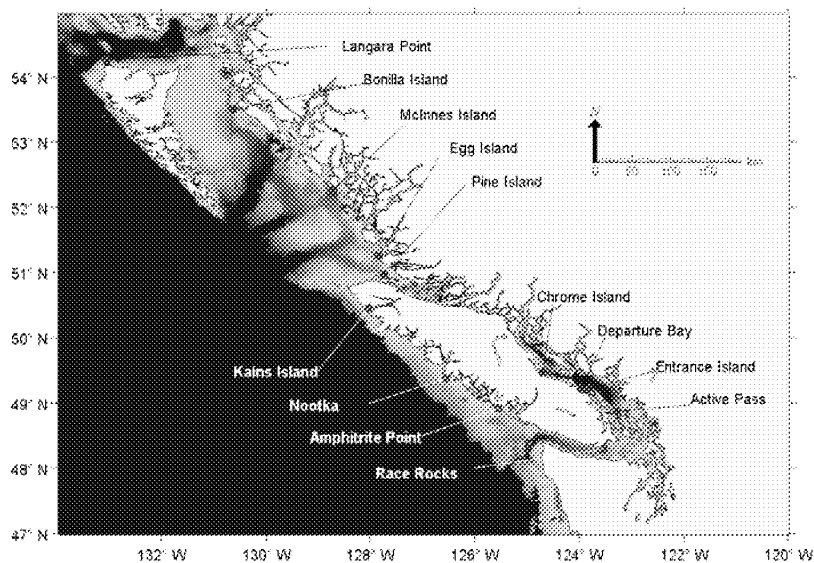 Langara Point
54° N
Bonilla Island
McInnes Island
53° N
N
Egg Island
km
0 100
Pine Island
52° N
51° N
Chrome Island
50° N
Departure Bay
Kains Island
Entrance Island
Nootka
49° N
Active Pass
Amphitrite Point
48° N
Race Rocks
47° N
132° W 130° W 128° W 126° W 124° W 122° W 120° W